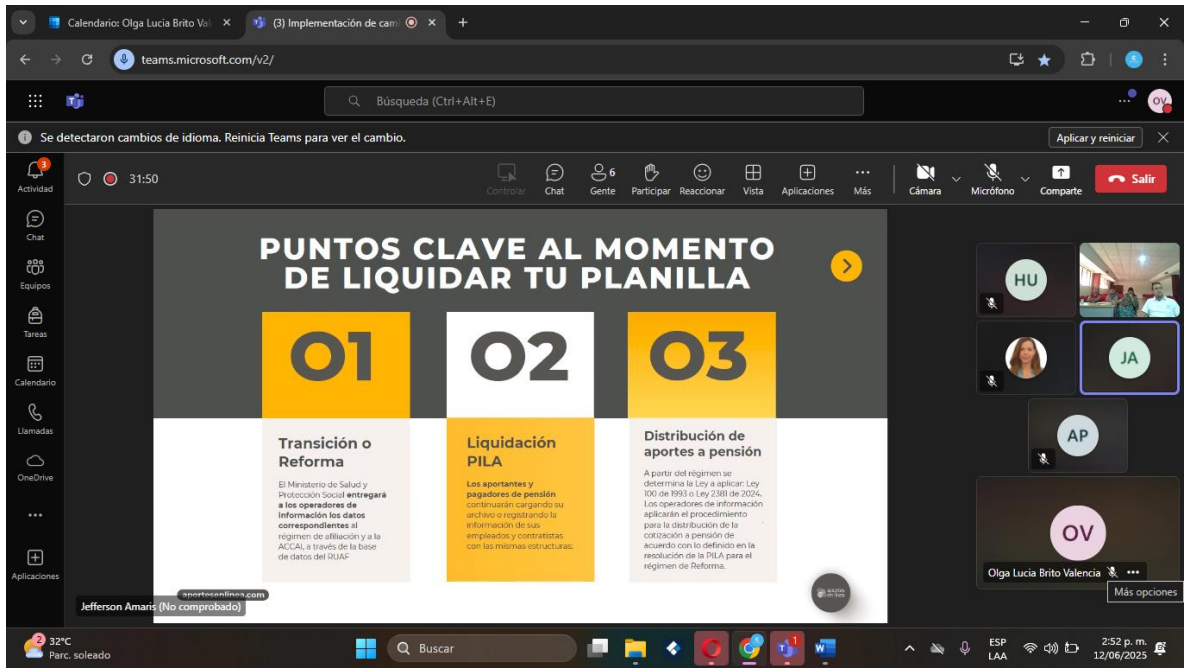 Calendario: Olga Lucia Brito Val
(3) Implementación de cam
teams.microsoft.com/v2/
Búsqueda (Ctrl+Alt+E)
OV
Se detectaron cambios de idioma. Reinicia Teams para ver el cambio.
Aplicar y reiniciar
3
Actividad
Chat
Equipos
Tareas
Calendario
Llamadas
OneDrive
Aplicaciones
31:50
Controlar
Chat
6
Gente
Participar
Reaccionar
Vista
Aplicaciones
Más
Cámara
Micrófono
Comparte
Salir
PUNTOS CLAVE AL MOMENTO
DE LIQUIDAR TU PLANILLA
01
Transición o
Reforma
El Ministerio de Salud y
Protección Social entregará
a los operadores de
información los datos
correspondientes al
régimen de afiliación y a la
ACCAI, a través de la base
de datos del RUAF
02
Liquidación
PILA
Los aportantes y
pagadores de pensión
continuarán cargando su
archivo o registrando la
información de sus
empleados y contratistas
con las mismas estructuras.
03
Distribución de
aportes a pensión
A partir del régimen se
determina la Ley a aplicar: Ley
100 de 1993 o Ley 2381 de 2024.
Los operadores de información
aplicarán el procedimiento
para la distribución de la
cotización a pensión de
acuerdo con lo definido en la
resolución de la PILA para el
régimen de Reforma.
aportesenlinea.com
Jefferson Amaris (No comprobado)
HU
JA
AP
OV
Olga Lucia Brito Valencia
Más opciones
2
32°C
Parc. soleado
Buscar
1
ESP
LAA
2:52 p. m.
12/06/2025